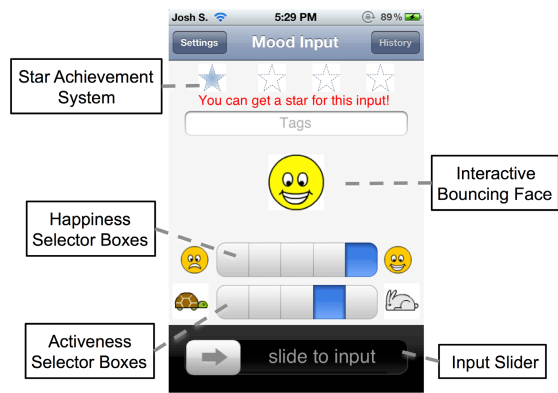 Josh S. 5:29 PM 89%
Settings Mood Input History
Star Achievement
System
You can get a star for this input!
Tags
Interactive
Bouncing Face
Happiness
Selector Boxes
Activeness
Selector Boxes
slide to input
Input Slider